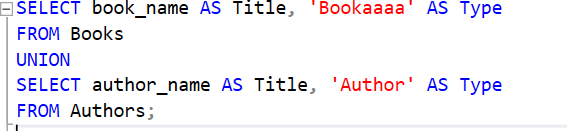 SELECT book_name AS Title, 'Bookaaaa' AS Type
FROM Books
UNION
SELECT author_name AS Title, 'Author' AS Type
FROM Authors;